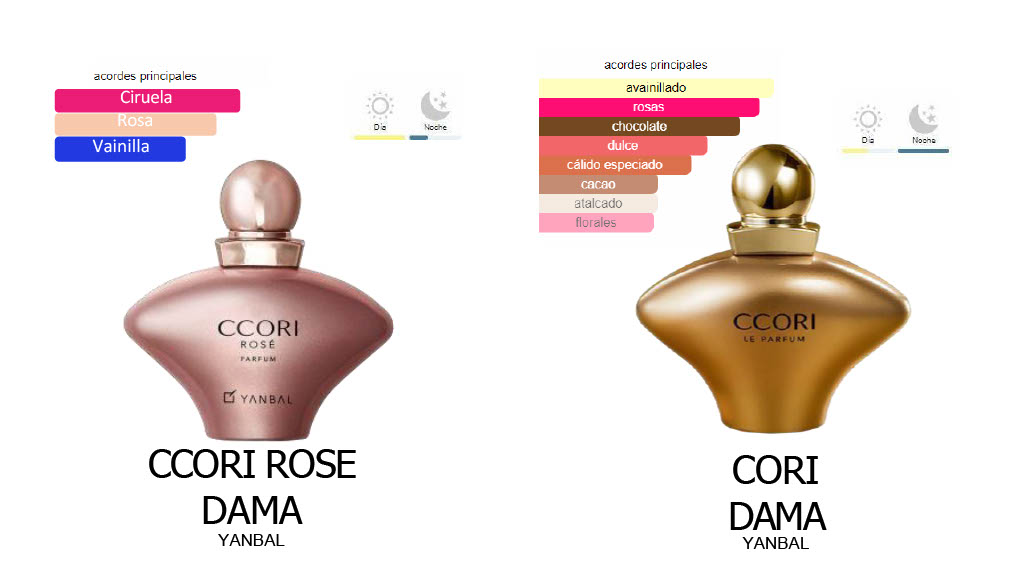 acordes principales
Ciruela
Rosa
Vainilla
Día
Noche
CCORI
ROSÉ
PARFUM
YANBAL
CCORI ROSE
DAMA
YANBAL
acordes principales
avainillado
rosas
chocolate
dulce
cálido especiado
cacao
atalcado
florales
Día
Noche
CCORI
LE PARFUM
CORI
DAMA
YANBAL